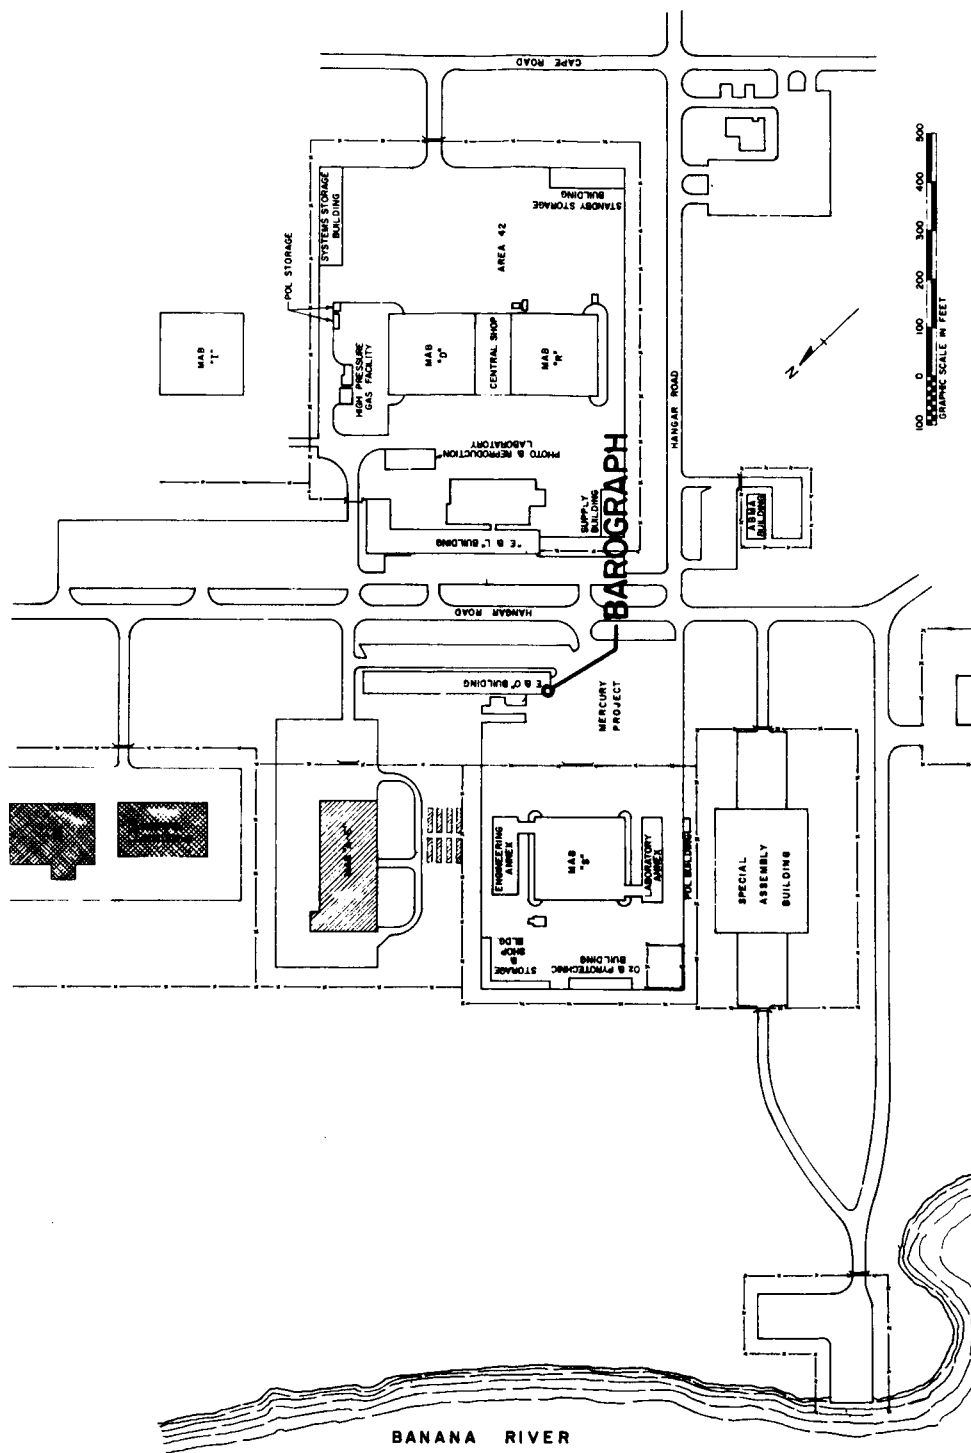 CAPE ROAD
SYSTEMS STORAGE
BUILDING
STANDBY STORAGE
BUILDING
POL STORAGE
AREA 42
MAB
"T"
HIGH PRESSURE
GAS FACILITY
MAB
"D"
CENTRAL SHOP
MAB
"R"
HANGAR ROAD
N
500
400
300
200
100
0
100
GRAPHIC SCALE IN FEET
PHOTO & REPRODUCTION
LABORATORY
"E & L" BUILDING
SUPPLY
BUILDING
ABMA
BUILDING
BAROGRAPH
HANGAR ROAD
E & O" BUILDING
MERCURY
PROJECT
ENGINEERING
ANNEX
MAB
"S"
LABORATORY
ANNEX
POL BUILDING
SPECIAL
ASSEMBLY
BUILDING
STORAGE
&
SHOP
BLDG.
O2 & PYROTECHNIC
BUILDING
BANANA RIVER